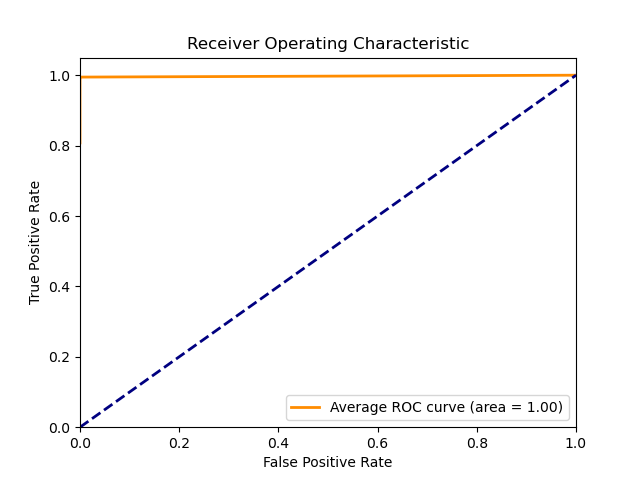 Receiver Operating Characteristic
1.0
0.8
0.6
0.4
0.2
0.0
True Positive Rate
Average ROC curve (area = 1.00)
0.0 0.2 0.4 0.6 0.8 1.0
False Positive Rate